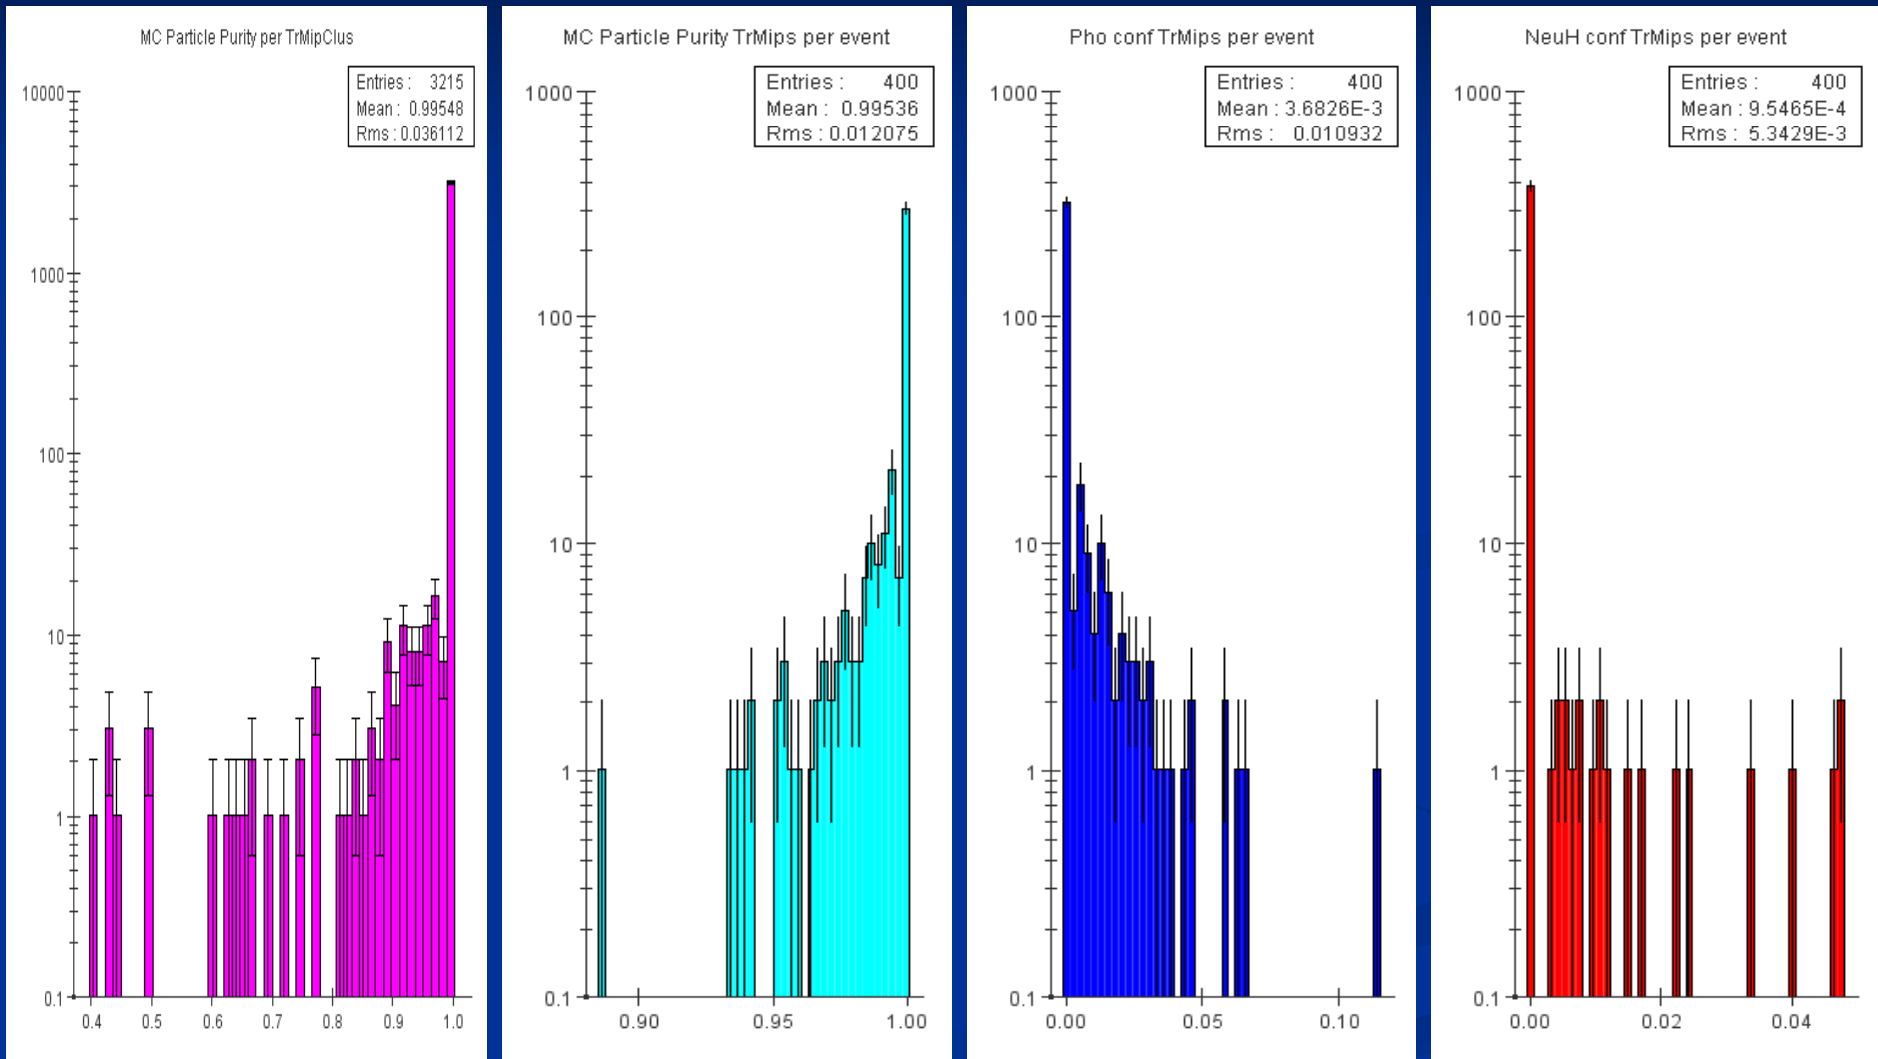 MC Particle Purity per TrMipClus
Entries : 3215
Mean : 0.99548
Rms : 0.036112
10000
1000
100
10
1
0.1
0.4 0.5 0.6 0.7 0.8 0.9 1.0
MC Particle Purity TrMips per event
Entries : 400
Mean : 0.99536
Rms : 0.012075
1000
100
10
1
0.1
0.90 0.95 1.00
Pho conf TrMips per event
Entries : 400
Mean : 3.6826E-3
Rms : 0.010932
1000
100
10
1
0.1
0.00 0.05 0.10
NeuH conf TrMips per event
Entries : 400
Mean : 9.5465E-4
Rms : 5.3429E-3
1000
100
10
1
0.1
0.00 0.02 0.04